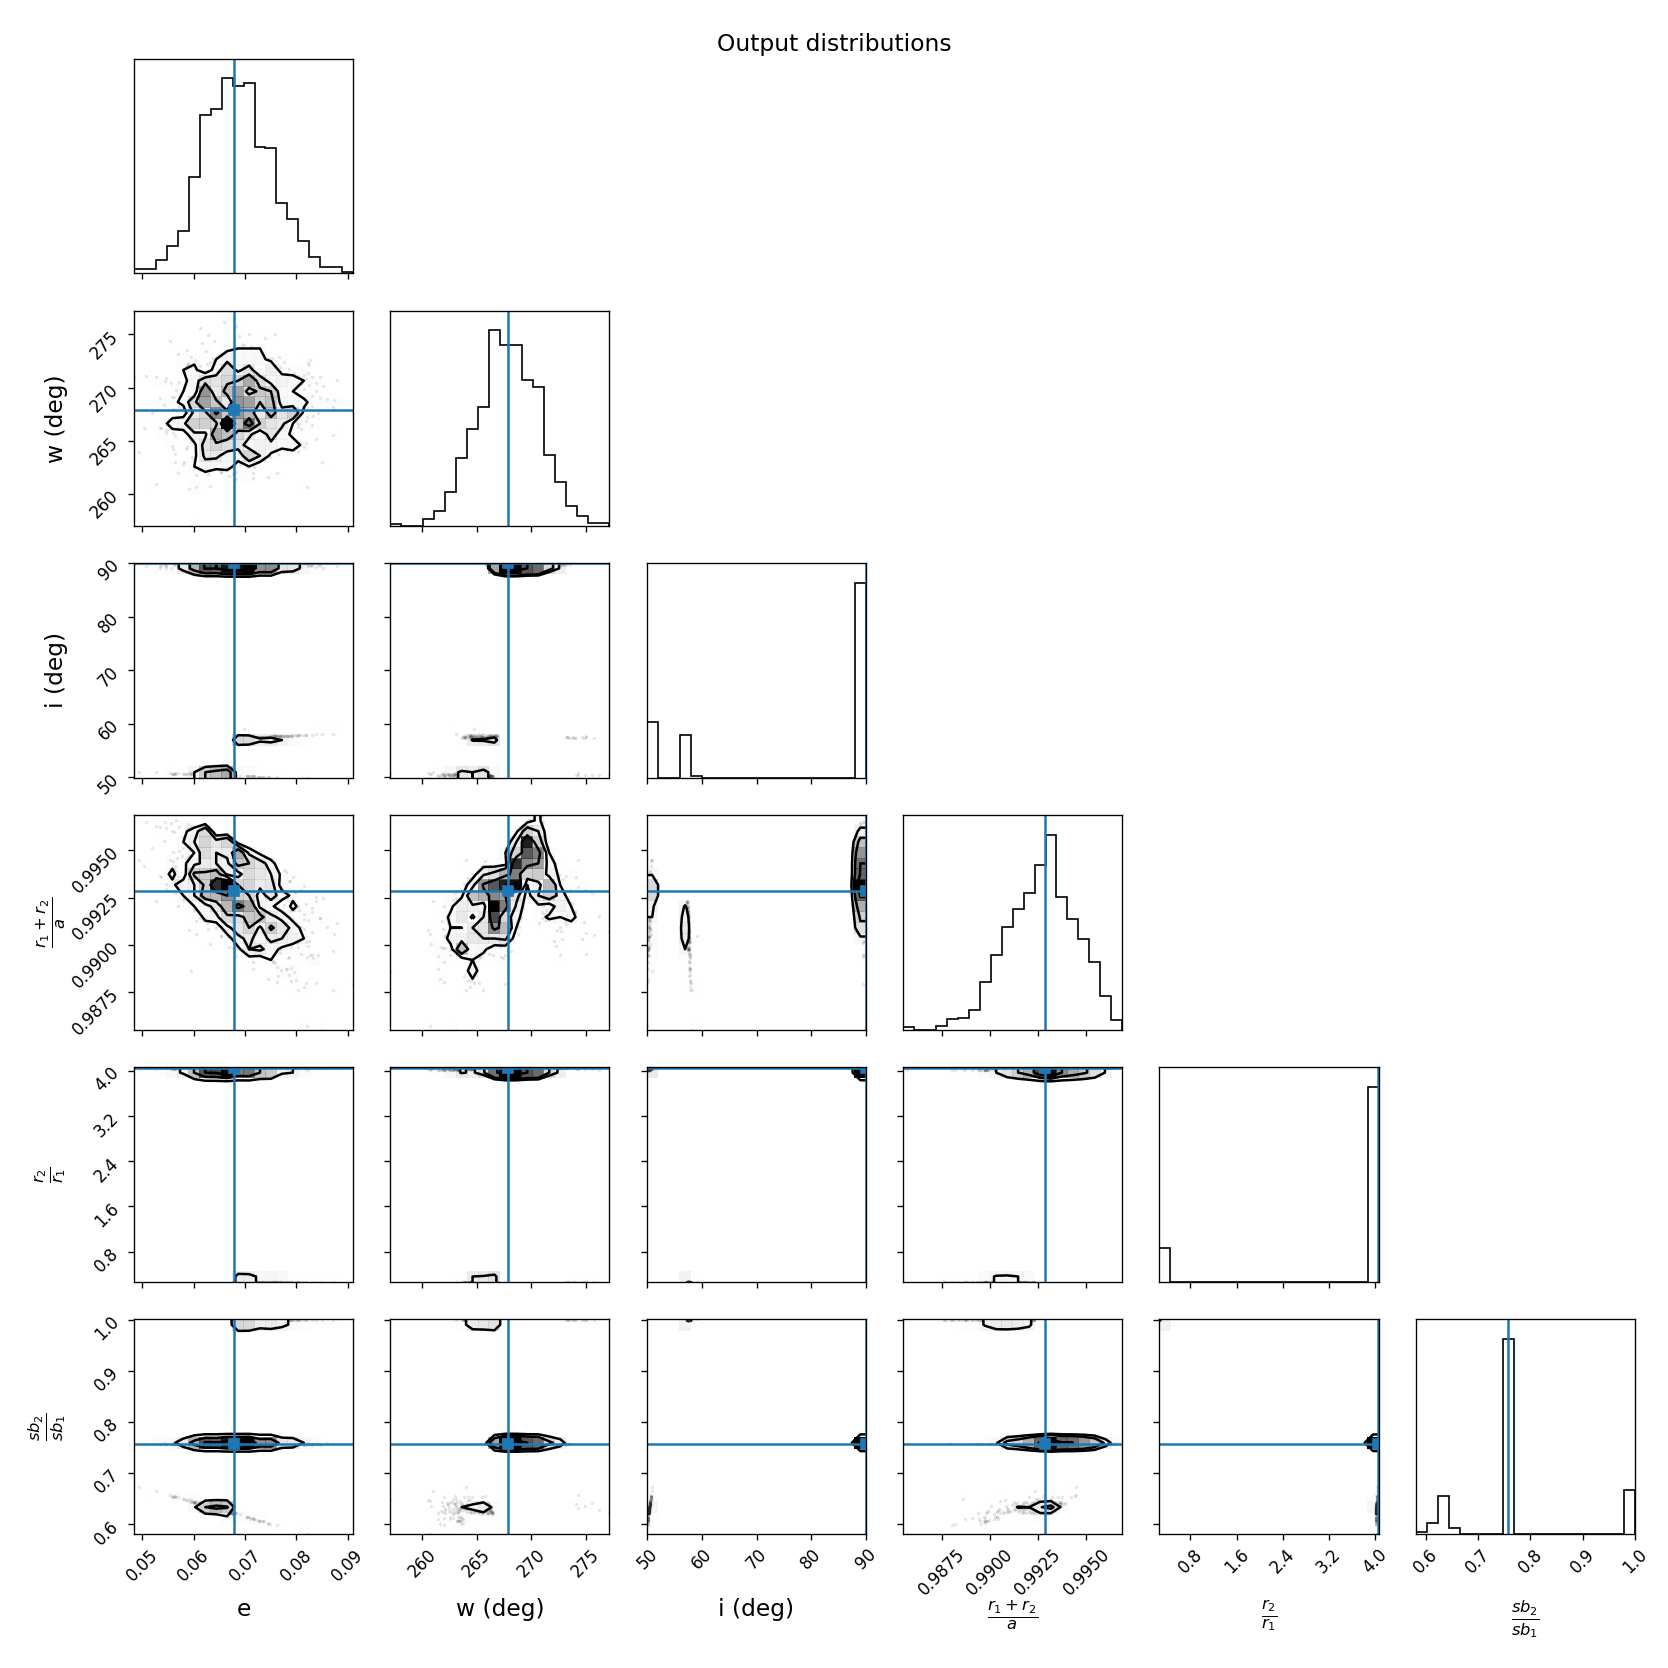 Output distributions
275
270
265
260
w (deg)
90
80
70
60
50
i (deg)
0.9950
0.9925
0.9900
0.9875
r₁ + r₂
a
4.0
3.2
2.4
1.6
0.8
r₂
r₁
1.0
0.9
0.8
0.7
0.6
sb₂
sb₁
0.05 0.06 0.07 0.08 0.09
260 265 270 275
50 60 70 80 90
0.9875 0.9900 0.9925 0.9950
0.8 1.6 2.4 3.2 4.0
0.6 0.7 0.8 0.9 1.0
e
w (deg)
i (deg)
r₁ + r₂
a
r₂
r₁
sb₂
sb₁